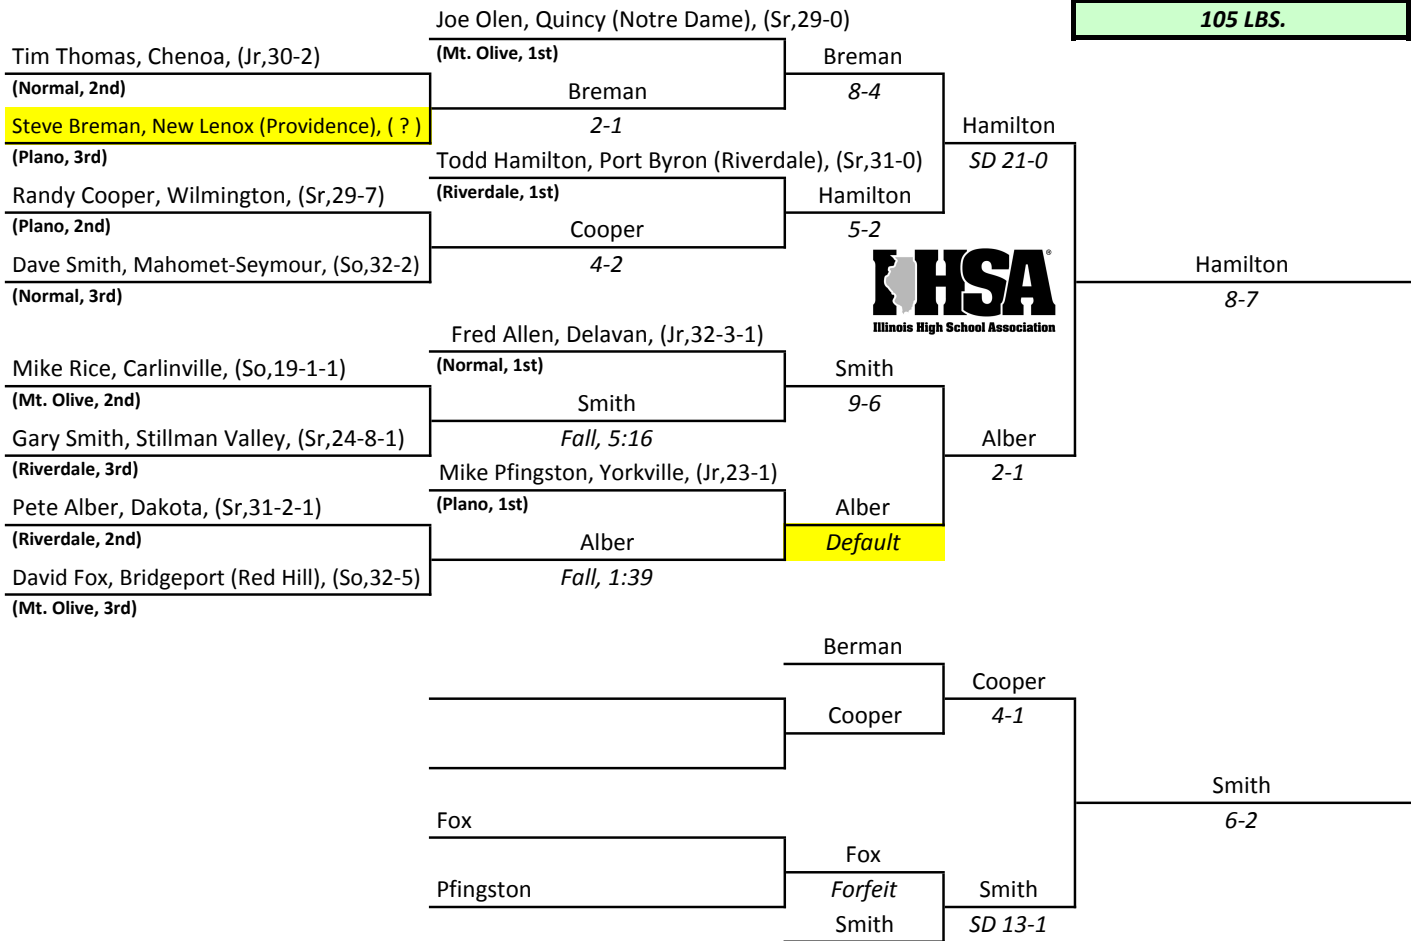 Joe Olen, Quincy (Notre Dame), (Sr,29-0)
105 LBS.
Tim Thomas, Chenoa, (Jr,30-2)
(Mt. Olive, 1st)
Breman
(Normal, 2nd)
Breman
8-4
Steve Breman, New Lenox (Providence), ( ? )
2-1
Hamilton
(Plano, 3rd)
Todd Hamilton, Port Byron (Riverdale), (Sr,31-0)
SD 21-0
Randy Cooper, Wilmington, (Sr,29-7)
(Riverdale, 1st)
Hamilton
(Plano, 2nd)
Cooper
5-2
Dave Smith, Mahomet-Seymour, (So,32-2)
4-2
IHSA®
Illinois High School Association
Hamilton
(Normal, 3rd)
8-7
Fred Allen, Delavan, (Jr,32-3-1)
Mike Rice, Carlinville, (So,19-1-1)
(Normal, 1st)
Smith
(Mt. Olive, 2nd)
Smith
9-6
Gary Smith, Stillman Valley, (Sr,24-8-1)
Fall, 5:16
Alber
(Riverdale, 3rd)
Mike Pfingston, Yorkville, (Jr,23-1)
2-1
Pete Alber, Dakota, (Sr,31-2-1)
(Plano, 1st)
Alber
(Riverdale, 2nd)
Alber
Default
David Fox, Bridgeport (Red Hill), (So,32-5)
Fall, 1:39
(Mt. Olive, 3rd)
Berman
Cooper
Cooper
4-1
Smith
Fox
6-2
Fox
Pfingston
Forfeit
Smith
Smith
SD 13-1